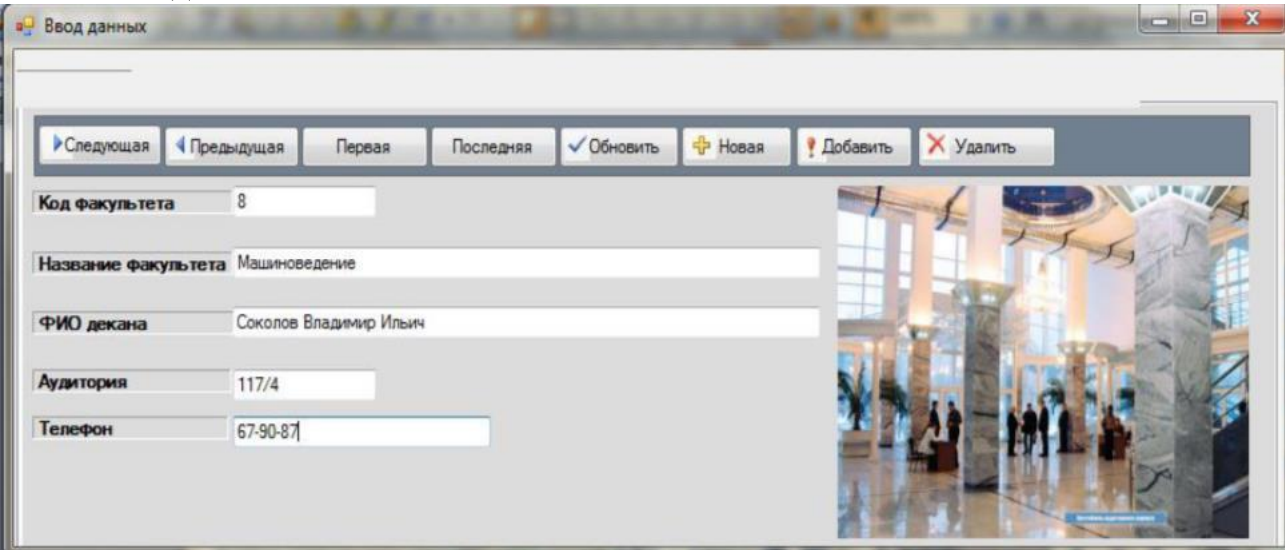 Ввод данных
Следующая Предыдущая Первая Последняя Обновить Новая Добавить Удалить
Код факультета 8
Название факультета Машиноведение
ФИО декана Соколов Владимир Ильич
Аудитория 117/4
Телефон 67-90-87